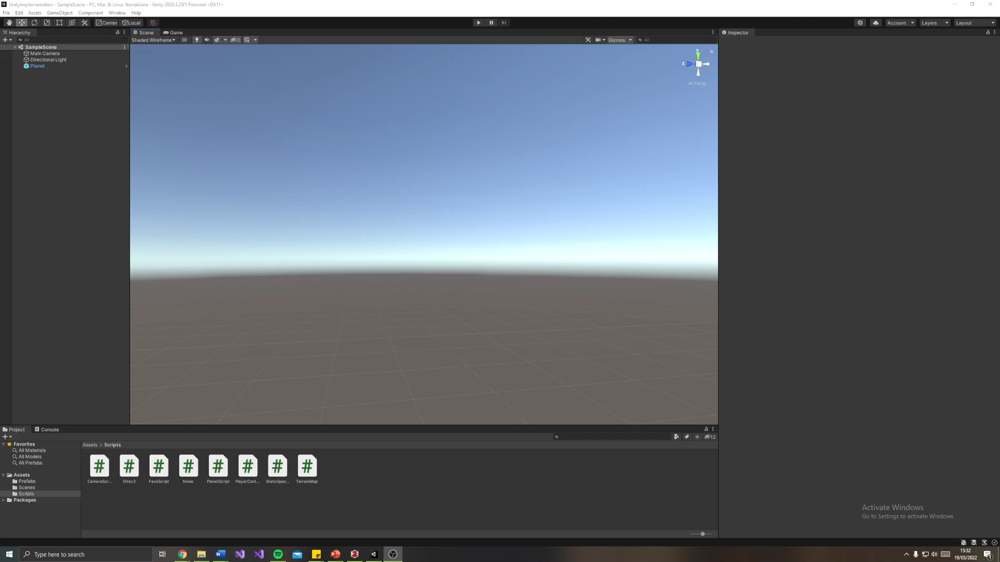 UnityImplementation - SampleScene - PC, Mac & Linux Standalone - Unity 2020.3.25f1 Personal <DX11>
File Edit Assets GameObject Component Window Help
Center Local Account Layers Layout
Hierarchy Scene Game Inspector
All Shaded Wireframe 2D 0 Gizmos All
SampleScene
Main Camera
Directional Light
Planet
y
z
Persp
Project Console
12
Favorites
All Materials
All Models
All Prefabs
Assets
Prefabs
Scenes
Scripts
Packages
Assets > Scripts
CameraScr... DVec3 FaceScript Noise PlanetScript PlayerCont... StaticSpac... TerrainMap
Activate Windows
Go to Settings to activate Windows.
Type here to search
15:32
19/03/2022
1